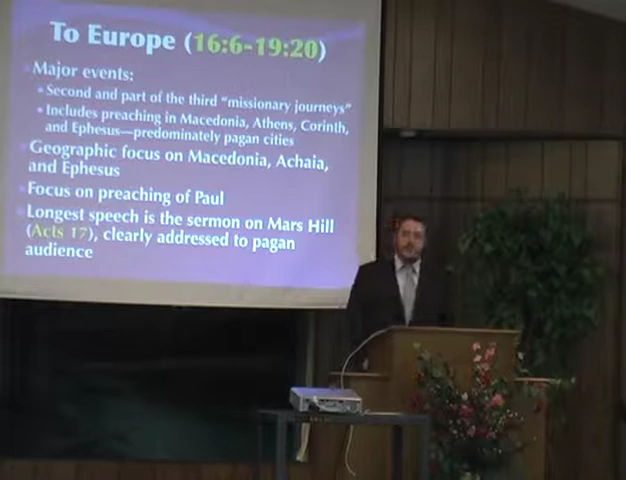 To Europe (16:6-19:20)
Major events:
Second and part of the third “missionary journeys”
Includes preaching in Macedonia, Athens, Corinth,
and Ephesus—predominately pagan cities
Geographic focus on Macedonia, Achaia,
and Ephesus
Focus on preaching of Paul
Longest speech is the sermon on Mars Hill
(Acts 17), clearly addressed to pagan
audience